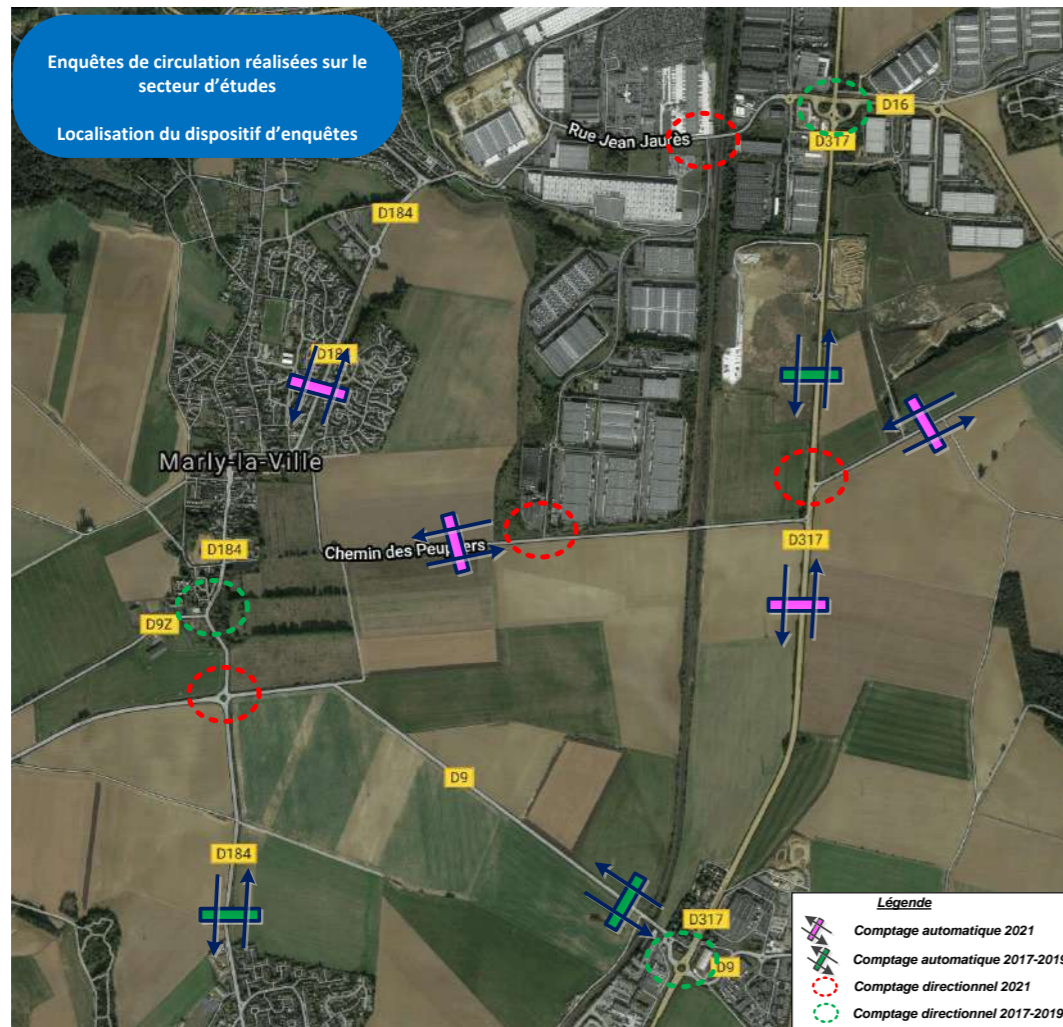 Enquêtes de circulation réalisées sur le
secteur d'études
Localisation du dispositif d'enquêtes
D16
Rue Jean Jaurès
D317
D184
D184
Marly-la-Ville
Chemin des Peupliers
D317
D184
D9Z
D9
D184
D317
D9
Légende
Comptage automatique 2021
Comptage automatique 2017-2019
Comptage directionnel 2021
Comptage directionnel 2017-2019